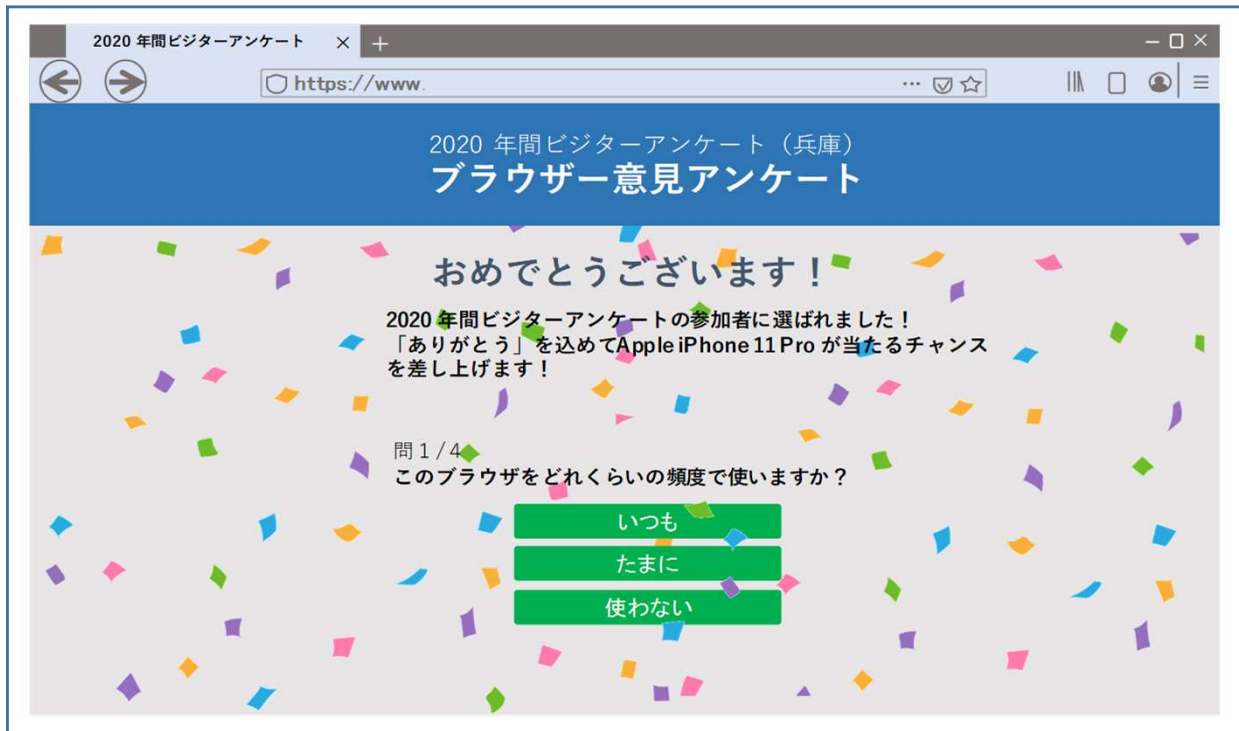 2020 年間ビジターアンケート
https://www.
2020 年間ビジターアンケート（兵庫）
ブラウザー意見アンケート
おめでとうございます！
2020 年間ビジターアンケートの参加者に選ばれました！
「ありがとう」を込めてApple iPhone 11 Pro が当たるチャンス
を差し上げます！
問 1 / 4
このブラウザをどれくらいの頻度で使いますか？
いつも
たまに
使わない